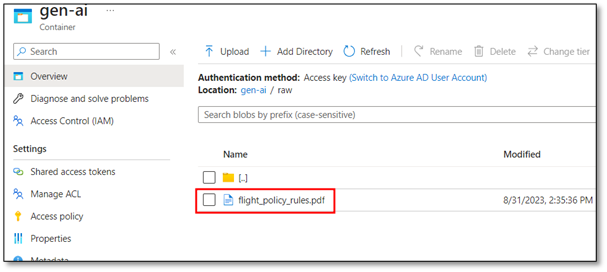 gen-ai ...
Container
Search
«
Upload
Add Directory
Refresh
Rename
Delete
Change tier
Overview
Diagnose and solve problems
Access Control (IAM)
Settings
Shared access tokens
Manage ACL
Access policy
Properties
Metadata
Authentication method: Access key (Switch to Azure AD User Account)
Location: gen-ai / raw
Search blobs by prefix (case-sensitive)
Name Modified
[..]
flight_policy_rules.pdf 8/31/2023, 2:35:36 PM